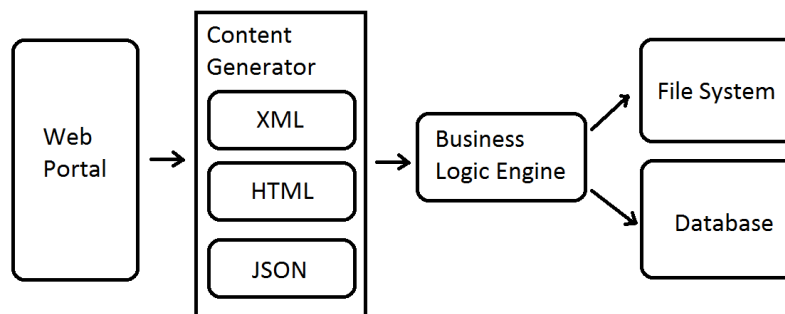 Web
Portal
Content
Generator
XML
HTML
JSON
Business
Logic Engine
File System
Database